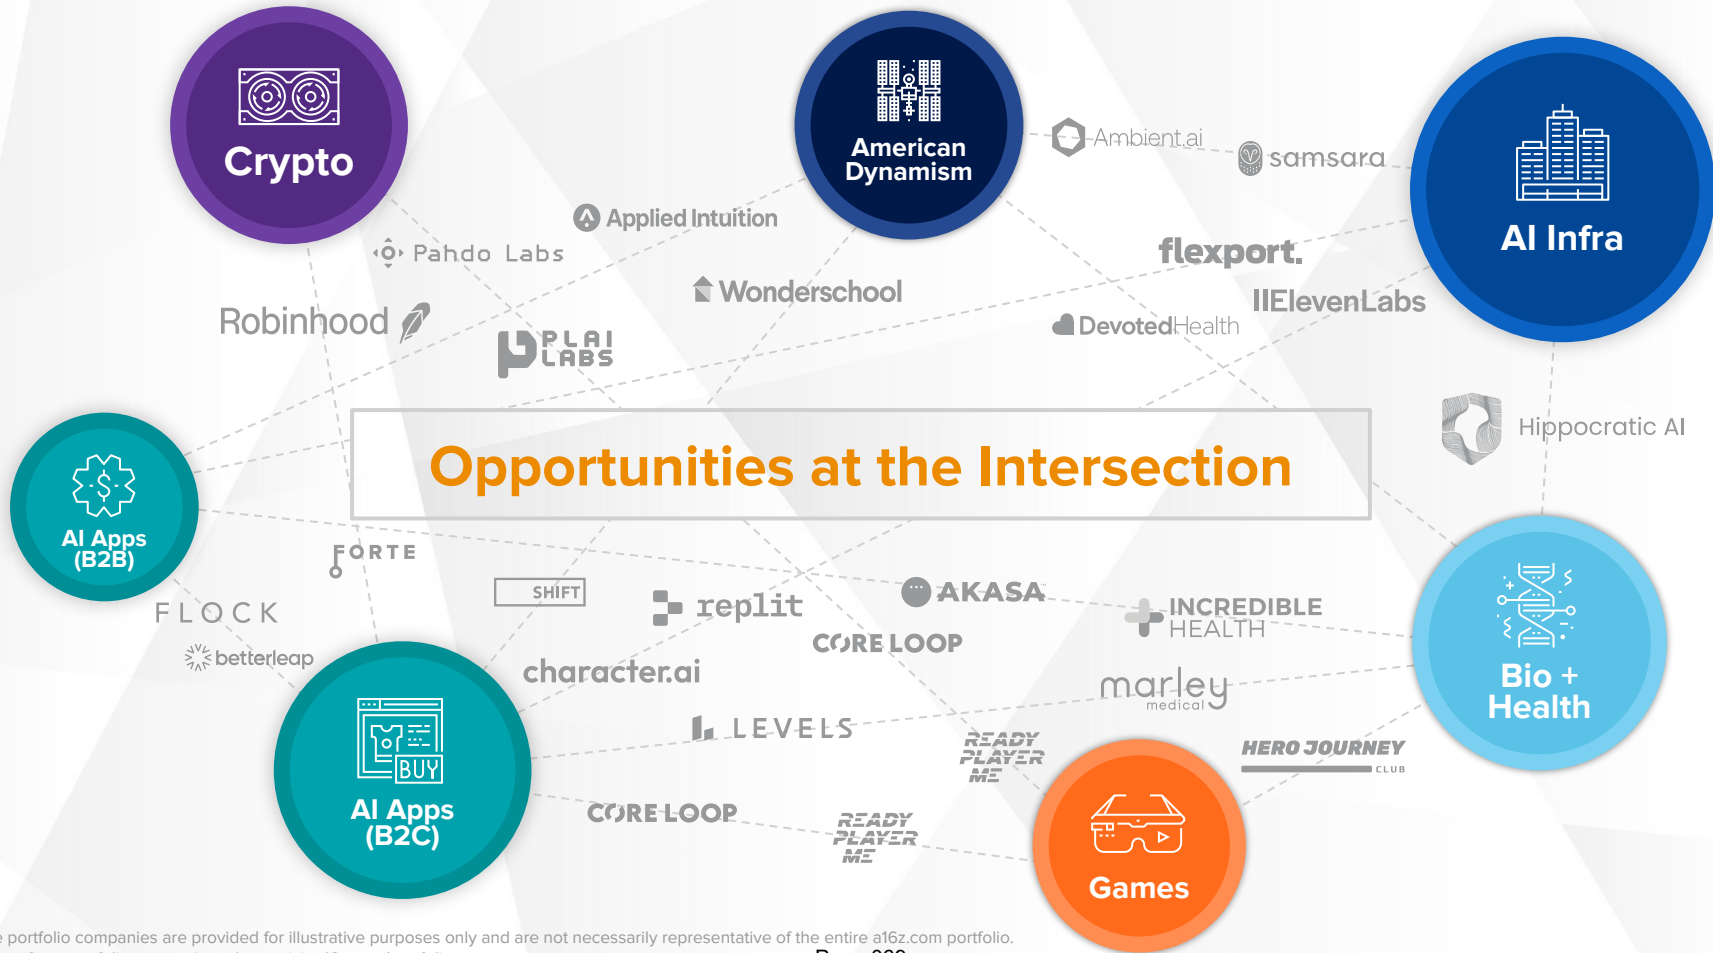 Crypto
American
Dynamism
AI Infra
Ambient.ai
samsara
Applied Intuition
Pahdo Labs
flexport.
Wonderschool
IIElevenLabs
Robinhood
DevotedHealth
PLAI
LABS
Hippocratic AI
Opportunities at the Intersection
AI Apps
(B2B)
FORTE
SHIFT
replit
AKASA
INCREDIBLE
HEALTH
FLOCK
betterleap
CORE LOOP
character.ai
marley
medical
Bio +
Health
LEVELS
READY
PLAYER
ME
HERO JOURNEY
CLUB
BUY
AI Apps
(B2C)
CORE LOOP
READY
PLAYER
ME
Games
portfolio companies are provided for illustrative purposes only and are not necessarily representative of the entire a16z.com portfolio.